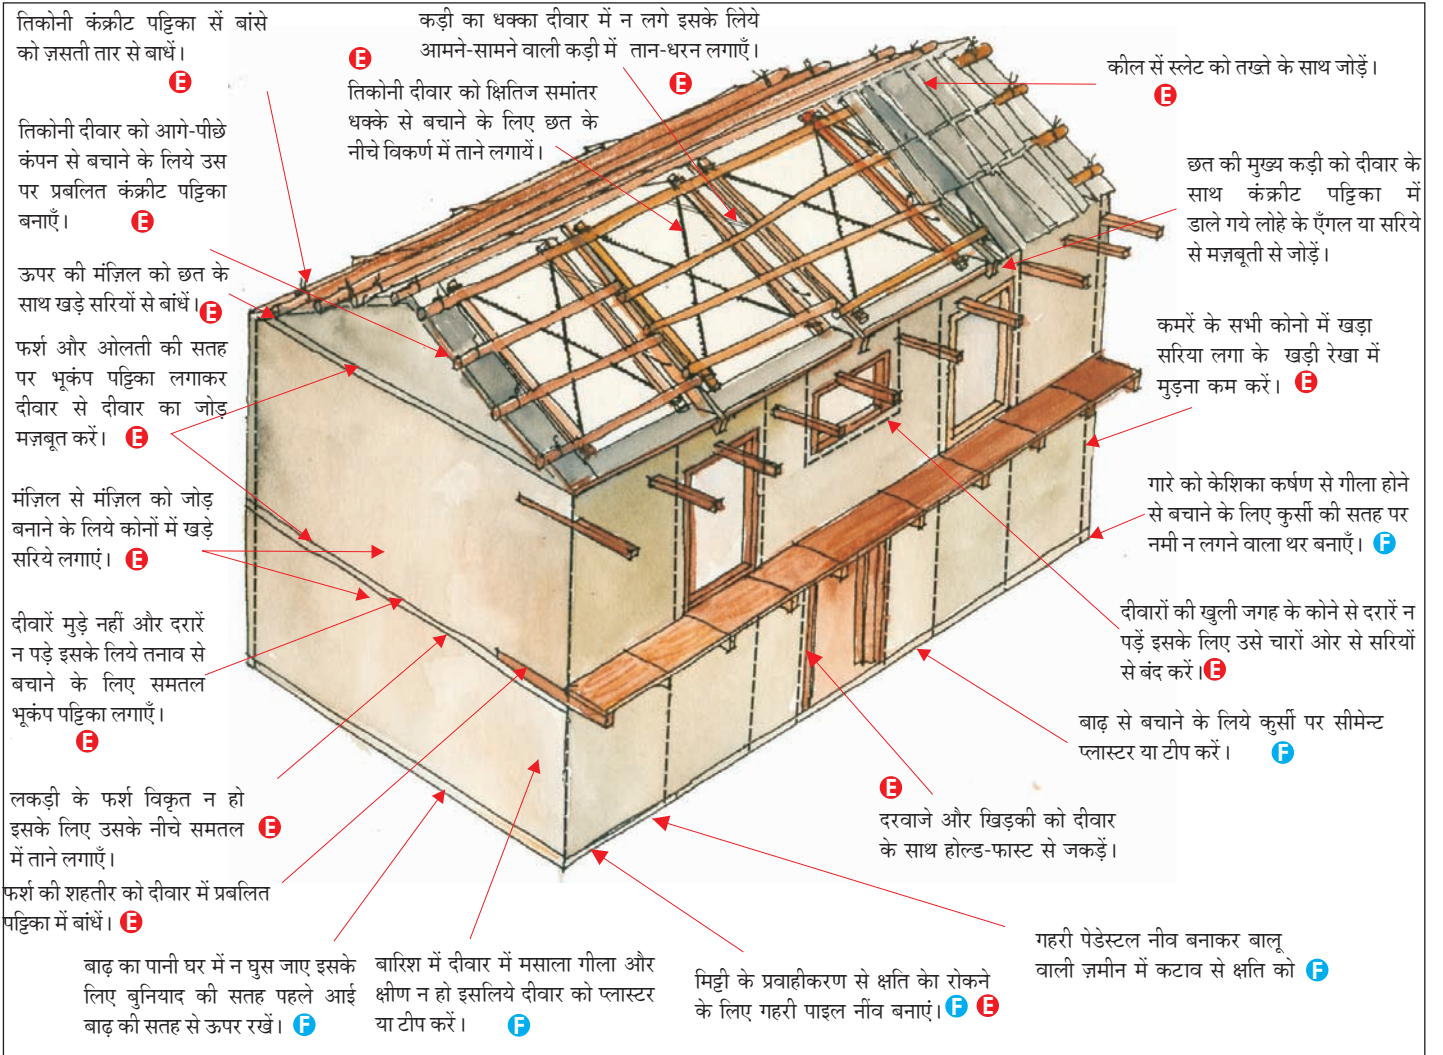 तिकोनी कंक्रीट पट्टिका सें बांसे
को ज़सती तार से बाधें।
E
तिकोनी दीवार को आगे-पीछे
कंपन से बचाने के लिये उस
पर प्रबलित कंक्रीट पट्टिका
बनाएँ।
E
ऊपर की मंज़िल को छत के
साथ खड़े सरियों से बांधें।
E
फर्श और ओलती की सतह
पर भूकंप पट्टिका लगाकर
दीवार से दीवार का जोड़
मज़बूत करें।
E
मंज़िल से मंज़िल को जोड़
बनाने के लिये कोनों में खड़े
सरिये लगाएं।
E
दीवारें मुड़े नहीं और दरारें
न पड़े इसके लिये तनाव से
बचाने के लिए समतल
भूकंप पट्टिका लगाएँ।
E
लकड़ी के फर्श विकृत न हो
इसके लिए उसके नीचे समतल
में ताने लगाएँ।
E
फर्श की शहतीर को दीवार में प्रबलित
पट्टिका में बांधें।
E
कड़ी का धक्का दीवार में न लगे इसके लिेये
आमने-सामने वाली कड़ी में तान-धरन लगाएँ।
E
E
तिकोनी दीवार को क्षितिज समांतर
धक्के से बचाने के लिए छत के
नीचे विकर्ण में ताने लगायें।
कील सें स्लेट को तख्ते के साथ जोड़ें।
E
छत की मुख्य कड़ी को दीवार के
साथ कंक्रीट पट्टिका में
डाले गये लोहे के एँगल या सरिये
से मज़बूती से जोड़ें।
कमरें के सभी कोनो में खड़ा
सरिया लगा के खड़ी रेखा में
मुड़ना कम करें।
E
गारे को केशिका कर्षण से गीला होने
से बचाने के लिए कुर्सी की सतह पर
नमी न लगने वाला थर बनाएँ।
F
दीवारों की खुली जगह के कोने से दरारें न
पड़ें इसके लिए उसे चारों ओर से सरियों
से बंद करें।
E
बाढ़ से बचाने के लिये कुर्सी पर सीमेन्ट
प्लास्टर या टीप करें।
F
E
दरवाजे और खिड़की को दीवार
के साथ होल्ड-फास्ट से जकड़ें।
बाढ़ का पानी घर में न घुस जाए इसके
लिए बुनियाद की सतह पहले आई
बाढ़ की सतह से ऊपर रखें।
F
बारिश में दीवार में मसाला गीला और
क्षीण न हो इसलिये दीवार को प्लास्टर
या टीप करें।
F
मिट्टी के प्रवाहीकरण से क्षति केा रोकने
के लिए गहरी पाइल नींव बनाएं।
F E
गहरी पेडेस्टल नीव बनाकर बालू
वाली ज़मीन में कटाव से क्षति को
F